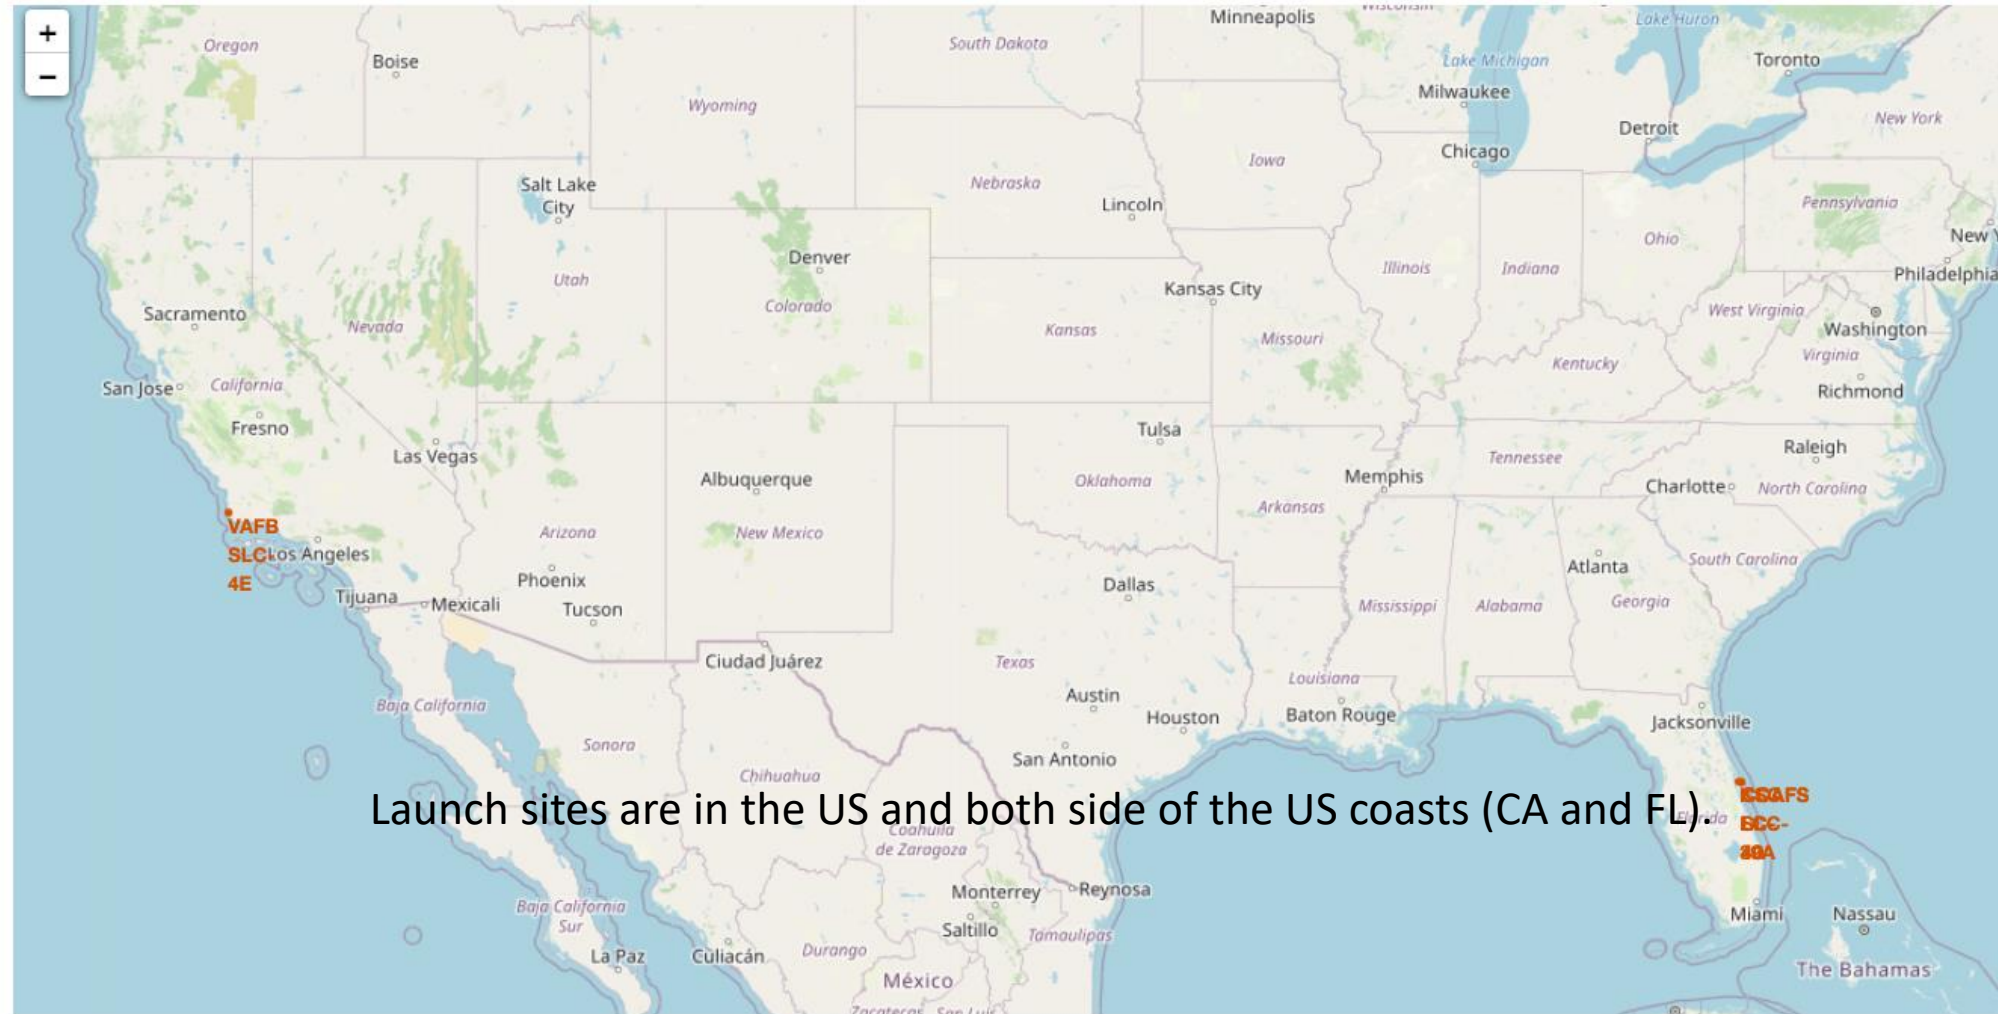 +
−
Oregon
Boise
South Dakota
Minneapolis
Lake Huron
Toronto
Lake Michigan
Milwaukee
Wyoming
Detroit
New York
Chicago
Iowa
Salt Lake
City
Nebraska
Lincoln
Pennsylvania
Ohio
New Y
Denver
Illinois
Indiana
Philadelphia
Utah
Kansas City
Colorado
West Virginia
Sacramento
Nevada
Kansas
Missouri
Washington
Virginia
Kentucky
San Jose
California
Richmond
Fresno
Tulsa
Las Vegas
Raleigh
Tennessee
Albuquerque
Oklahoma
Memphis
Charlotte
North Carolina
Arkansas
VAFB
SLC-
4E
Los Angeles
Arizona
New Mexico
South Carolina
Atlanta
Phoenix
Dallas
Tijuana
Mexicali
Tucson
Mississippi
Alabama
Georgia
Ciudad Juárez
Texas
Louisiana
Baja California
Austin
Houston
Baton Rouge
Jacksonville
Sonora
San Antonio
Chihuahua
Launch sites are in the US and both side of the US coasts (CA and FL).
Florida
Coahuila
de Zaragoza
Monterrey
Reynosa
Baja California
Sur
Saltillo
Tamaulipas
Miami
Nassau
La Paz
Culiacán
Durango
México
The Bahamas